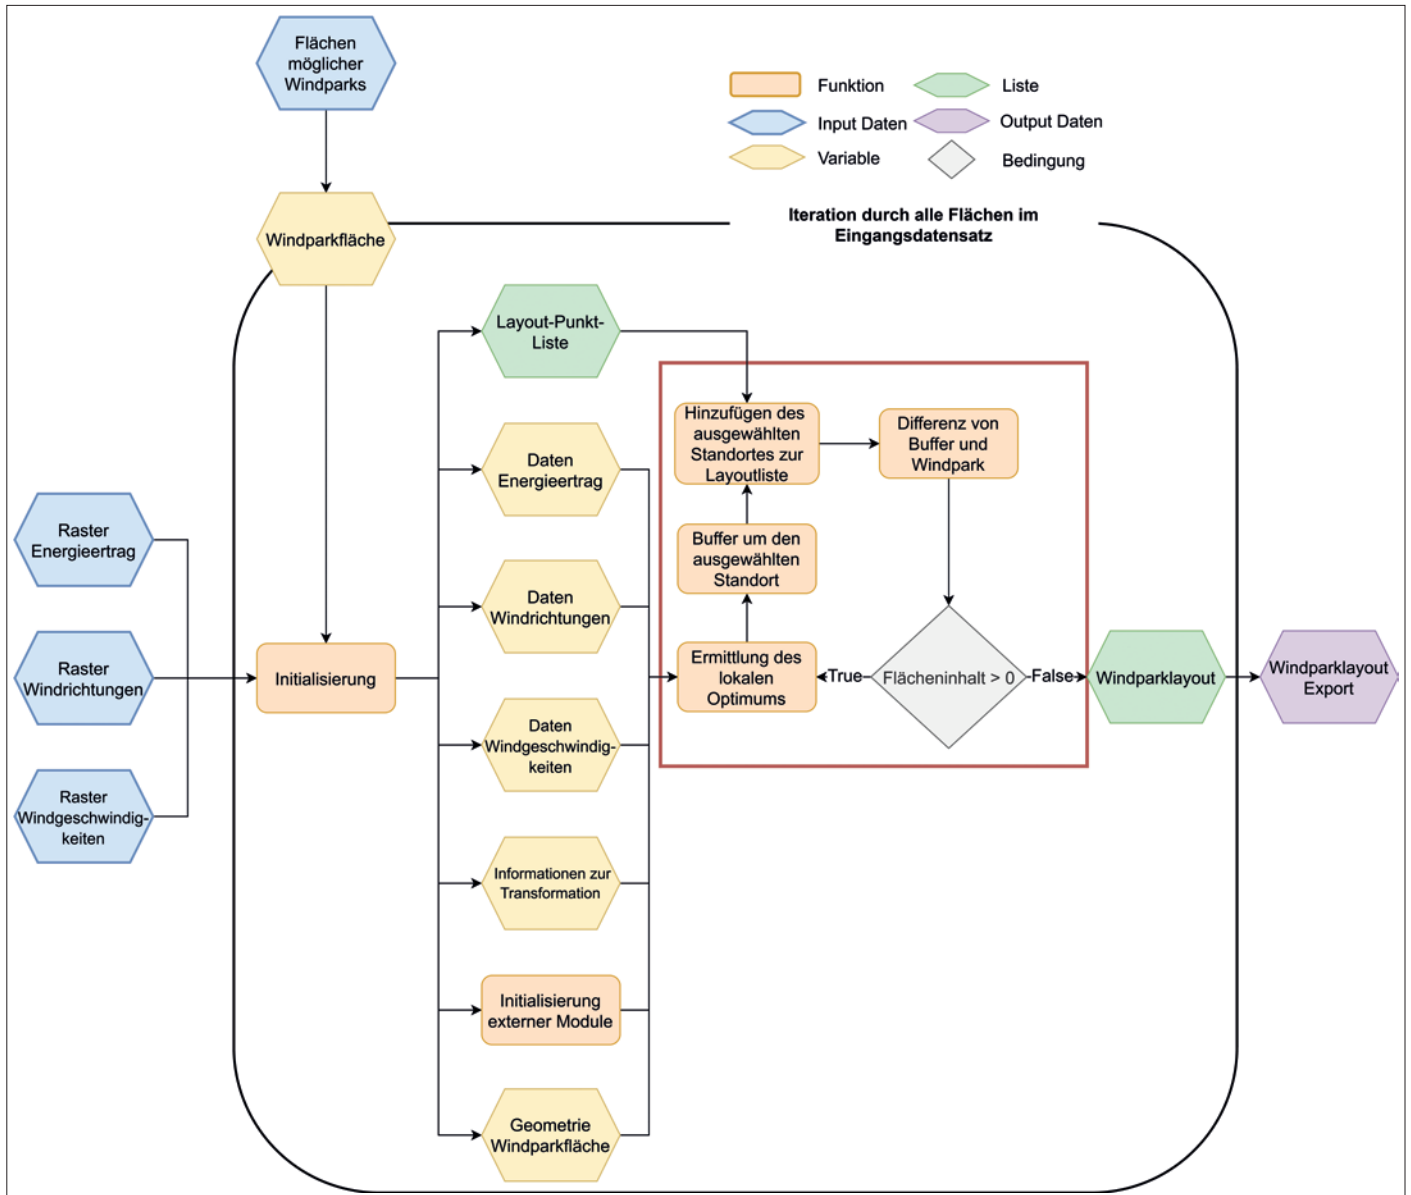 Flächen
möglicher
Windparks
Funktion
Liste
Input Daten
Output Daten
Variable
Bedingung
Iteration durch alle Flächen im
Eingangsdatensatz
Windparkfläche
Layout-Punkt-
Liste
Hinzufügen des
ausgewählten
Standortes zur
Layoutliste
Differenz von
Buffer und
Windpark
Daten
Energieertrag
Raster
Energieertrag
Buffer um den
ausgewählten
Standort
Daten
Windrichtungen
Raster
Windrichtungen
Initialisierung
Ermittlung des
lokalen
Optimums
True
Flächeninhalt > 0
False
Windparklayout
Windparklayout
Export
Daten
Windgeschwindig-
keiten
Raster
Windgeschwindig-
keiten
Informationen zur
Transformation
Initialisierung
externer Module
Geometrie
Windparkfläche